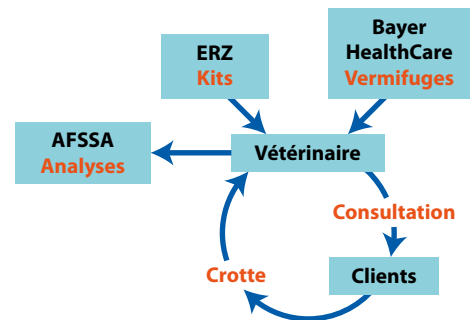 Bayer
HealthCare
Vermifuges
ERZ
Kits
AFSSA
Analyses
Vétérinaire
Consultation
Crotte
Clients